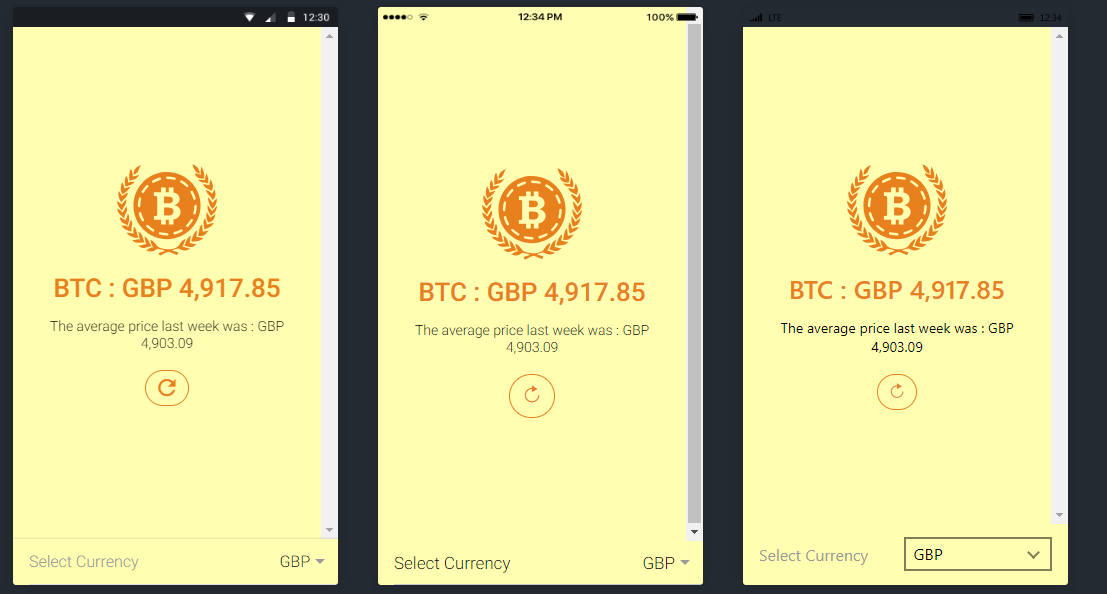 12:30
BTC : GBP 4,917.85
The average price last week was : GBP
4,903.09
Select Currency
GBP
12:34 PM
100%
BTC : GBP 4,917.85
The average price last week was : GBP
4,903.09
Select Currency
GBP
LTE
12:34
BTC : GBP 4,917.85
The average price last week was : GBP
4,903.09
Select Currency
GBP